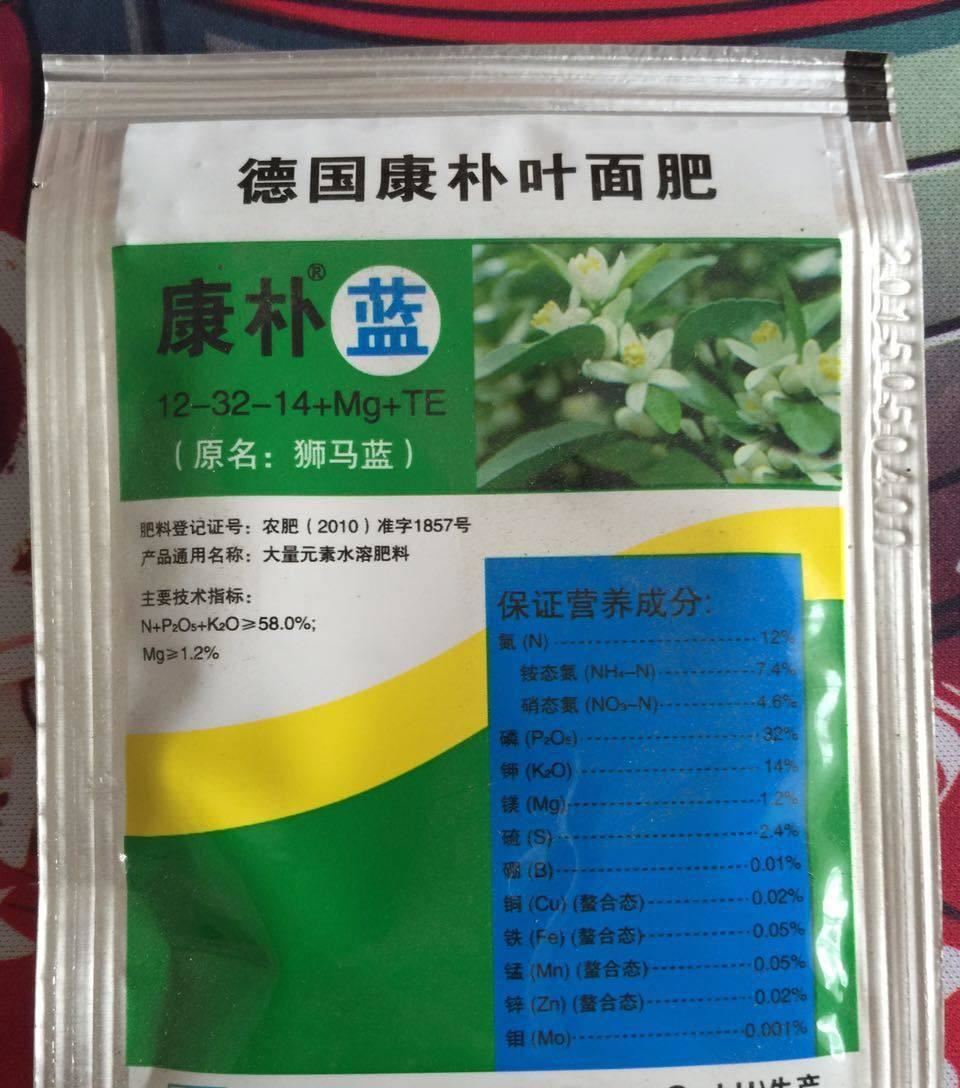 德国康朴叶面肥
康朴®蓝
12-32-14+Mg+TE
（原名：狮马蓝）
肥料登记证号：农肥（2010）准字1857号
产品通用名称：大量元素水溶肥料
主要技术指标：
N+P₂O₅+K₂O≥58.0%;
Mg≥1.2%
保证营养成分:
氮 (N)------12%
铵态氮 (NH₄-N)------7.4%
硝态氮 (NO₃-N)------4.6%
磷 (P₂O₅)------32%
钾 (K₂O)------14%
镁 (Mg)------1.2%
硫 (S)------2.4%
硼 (B)------0.01%
铜 (Cu) (螯合态)------0.02%
铁 (Fe) (螯合态)------0.05%
锰 (Mn) (螯合态)------0.05%
锌 (Zn) (螯合态)------0.02%
钼 (Mo)------0.001%
生产